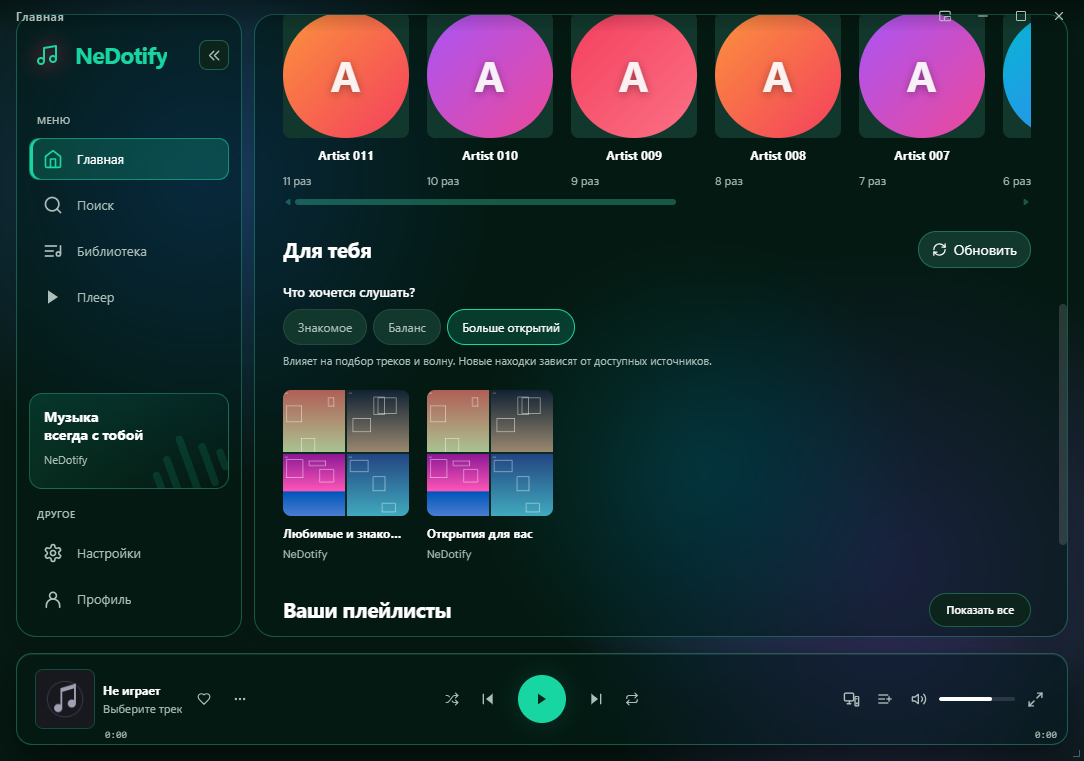 Главная
NeDotify
МЕНЮ
Главная
Поиск
Библиотека
Плеер
Музыка
всегда с тобой
NeDotify
ДРУГОЕ
Настройки
Профиль
A A A A A
Artist 011 Artist 010 Artist 009 Artist 008 Artist 007
11 раз 10 раз 9 раз 8 раз 7 раз 6 раз
Для тебя
Обновить
Что хочется слушать?
Знакомое Баланс Больше открытий
Влияет на подбор треков и волну. Новые находки зависят от доступных источников.
Любимые и знако... Открытия для вас
NeDotify NeDotify
Ваши плейлисты
Показать все
Не играет
Выберите трек
0:00 0:00